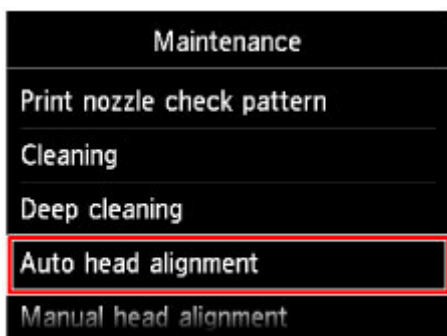 Maintenance
Print nozzle check pattern
Cleaning
Deep cleaning
Auto head alignment
Manual head alignment